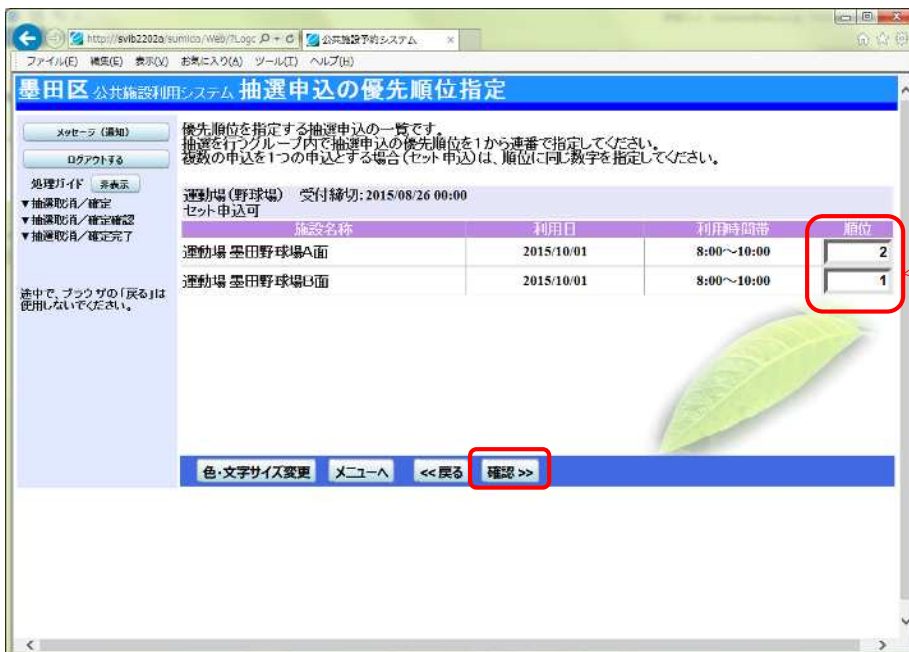 http://svib2202a/sumida/Web/?Logc
公共施設予約システム
ファイル(F) 編集(E) 表示(V) お気に入り(A) ツール(T) ヘルプ(H)
墨田区 公共施設利用システム 抽選申込の優先順位指定
メッセージ（通知）
ログアウトする
処理ガイド 非表示
▼抽選取消／確定
▼抽選取消／確定確認
▼抽選取消／確定完了
途中で、ブラウザの「戻る」は
使用しないでください。
優先順位を指定する抽選申込の一覧です。
抽選を行うグループ内で抽選申込の優先順位を1から連番で指定してください。
複数の申込を1つの申込とする場合(セット申込)は、順位に同じ数字を指定してください。
運動場(野球場) 受付締切:2015/08/26 00:00
セット申込可
施設名称 利用日 利用時間帯 順位
運動場 墨田野球場A面 2015/10/01 8:00～10:00 2
運動場 墨田野球場B面 2015/10/01 8:00～10:00 1
色・文字サイズ変更 メニューへ <<戻る 確認>>